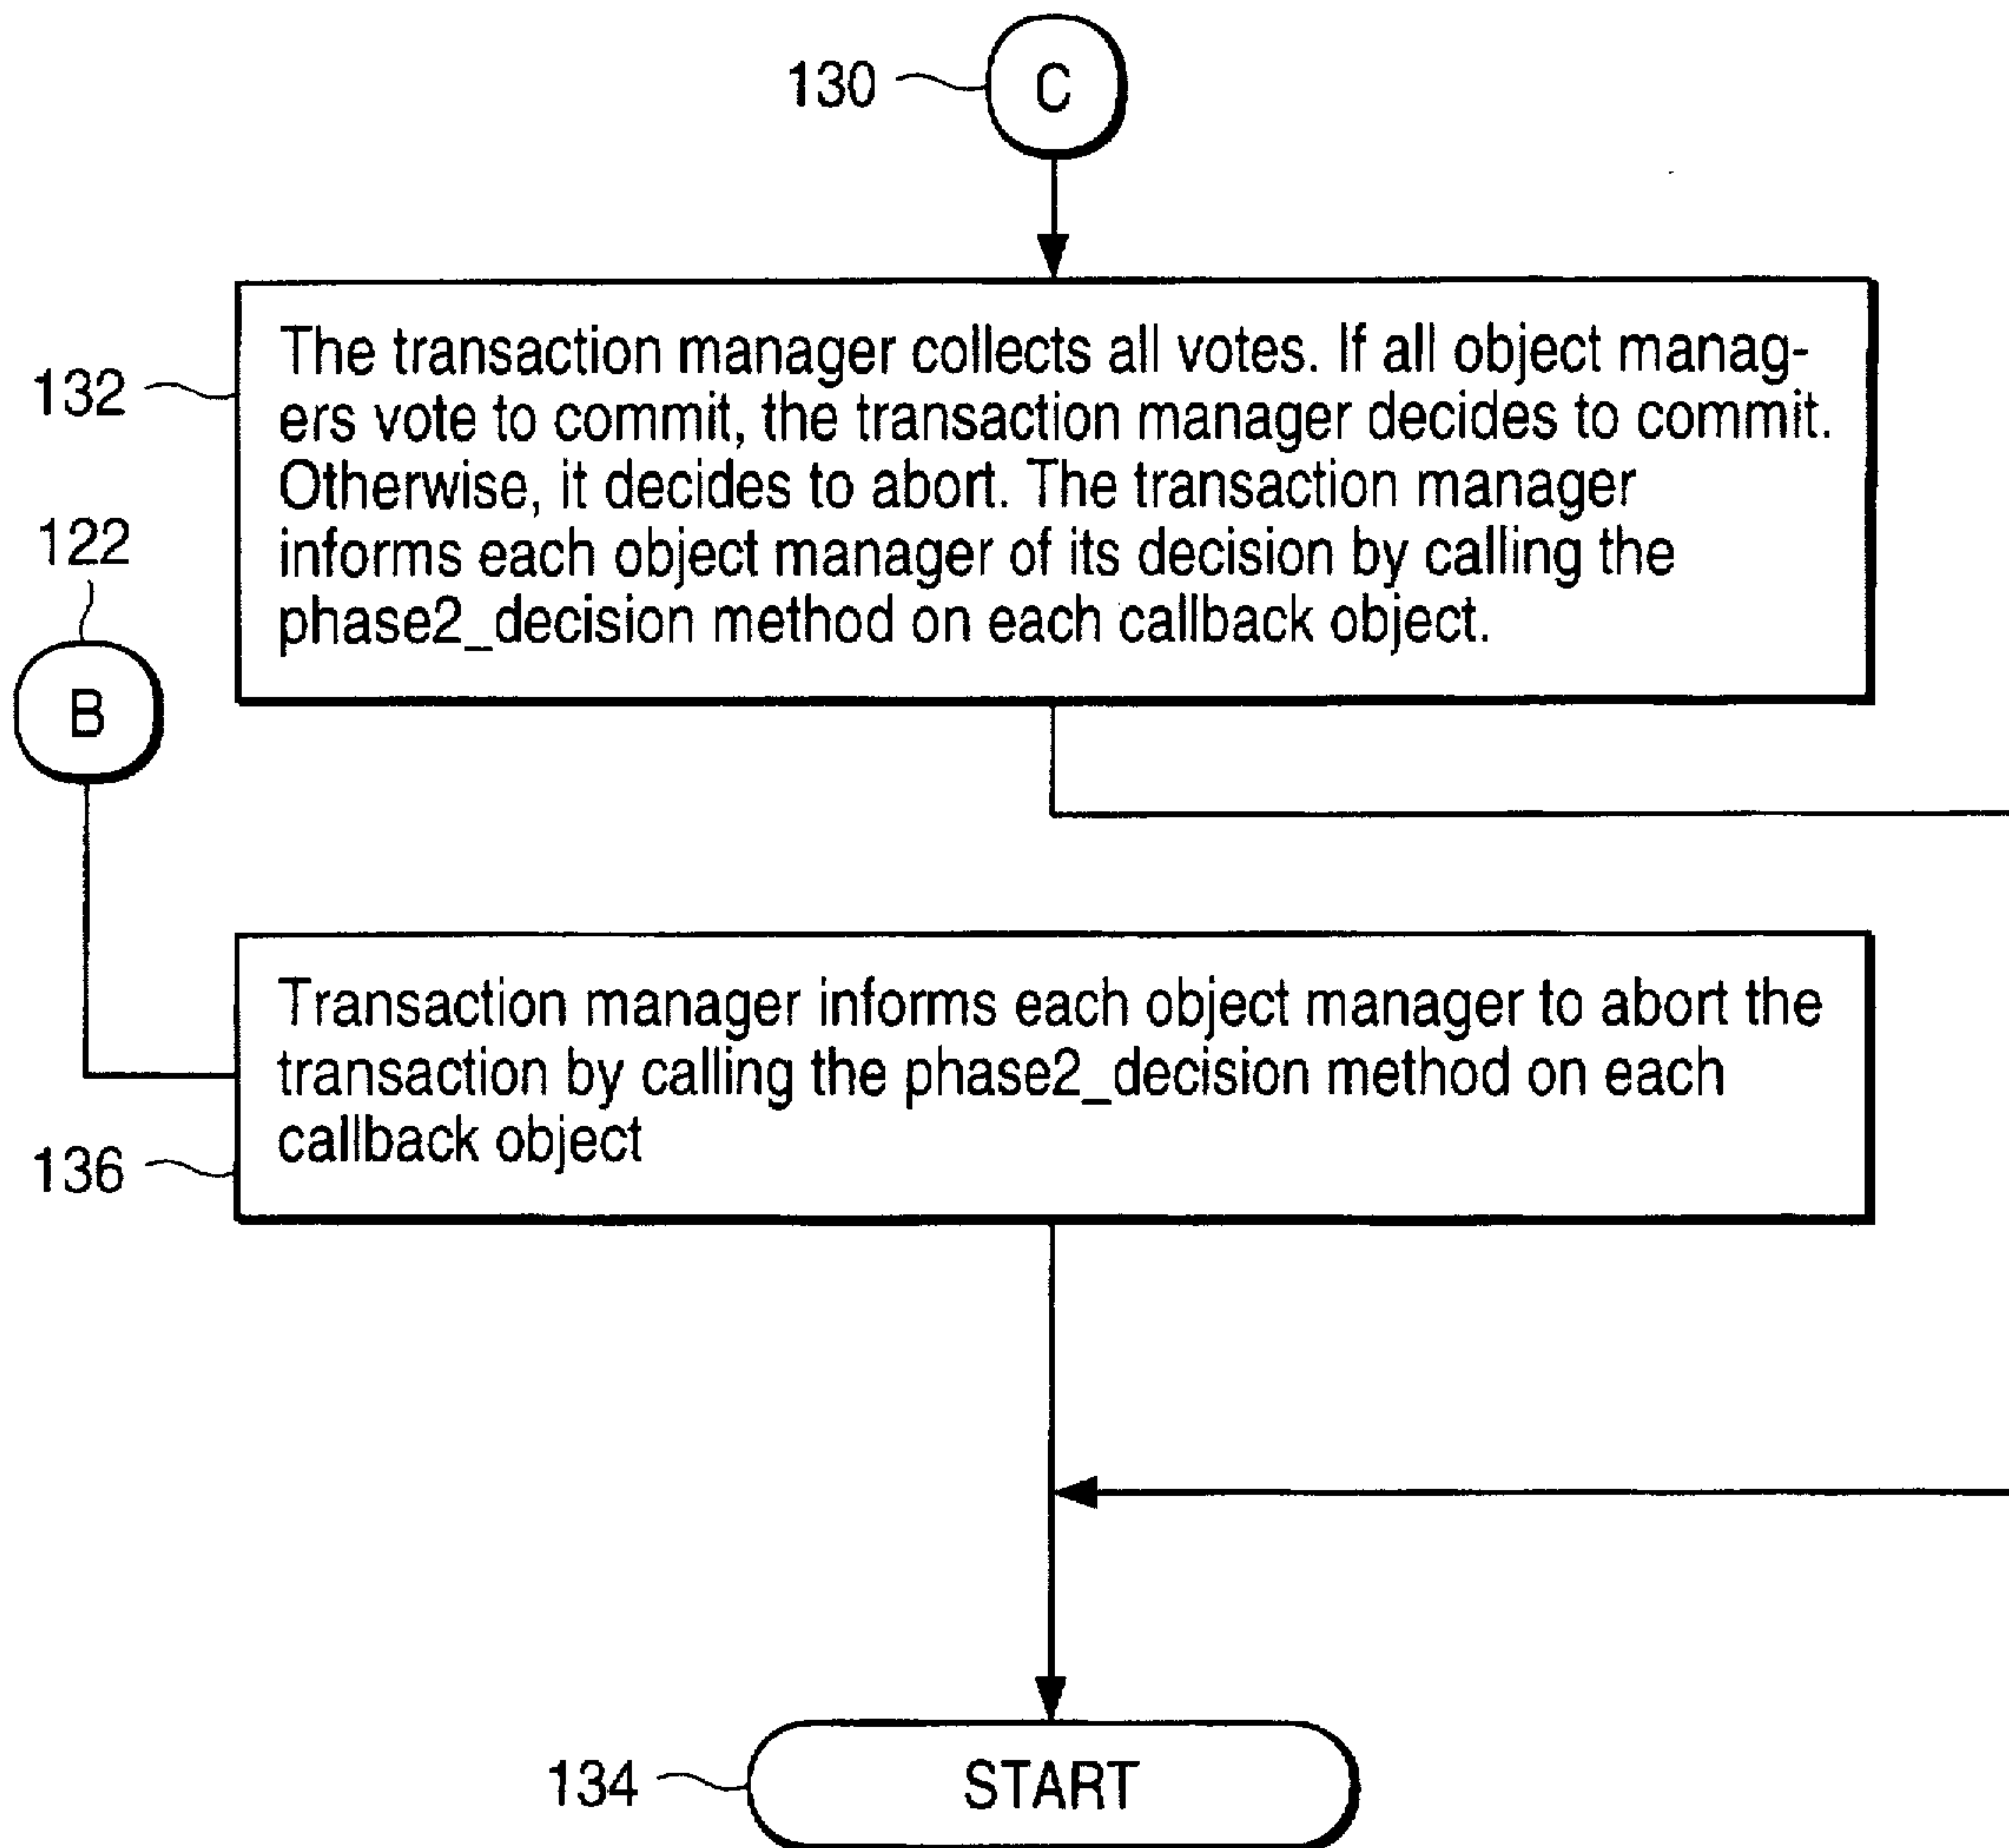 130
C
132
The transaction manager collects all votes. If all object manag-
ers vote to commit, the transaction manager decides to commit.
Otherwise, it decides to abort. The transaction manager
informs each object manager of its decision by calling the
phase2_decision method on each callback object.
122
B
136
Transaction manager informs each object manager to abort the
transaction by calling the phase2_decision method on each
callback object
134
START